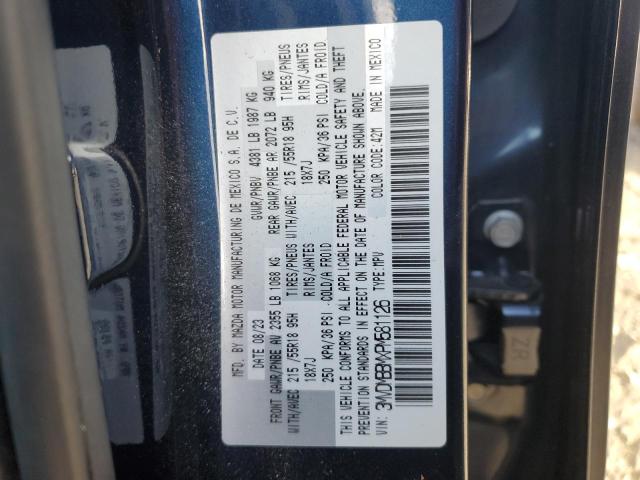 MFD. BY MAZDA MOTOR MANUFACTURING DE MEXICO S.A. DE C.V.
DATE 08/23 GVWR/PNBV 4381 LB 1987 KG
FRONT GAWR/PNBE AV 2355 LB 1068 KG REAR GAWR/PNBE AR 2072 LB 940 KG
WITH/AVEC 215/55R18 95H TIRES/PNEUS WITH/AVEC 215/55R18 95H TIRES/PNEUS
18X7J RIMS/JANTES 18X7J RIMS/JANTES
250 KPA/36 PSI COLD/A FROID 250 KPA/36 PSI COLD/A FROID
THIS VEHICLE CONFORMS TO ALL APPLICABLE FEDERAL MOTOR VEHICLE SAFETY AND THEFT
PREVENTION STANDARDS IN EFFECT ON THE DATE OF MANUFACTURE SHOWN ABOVE.
VIN: TYPE:MPV COLOR CODE:42M MADE IN MEXICO
ZR